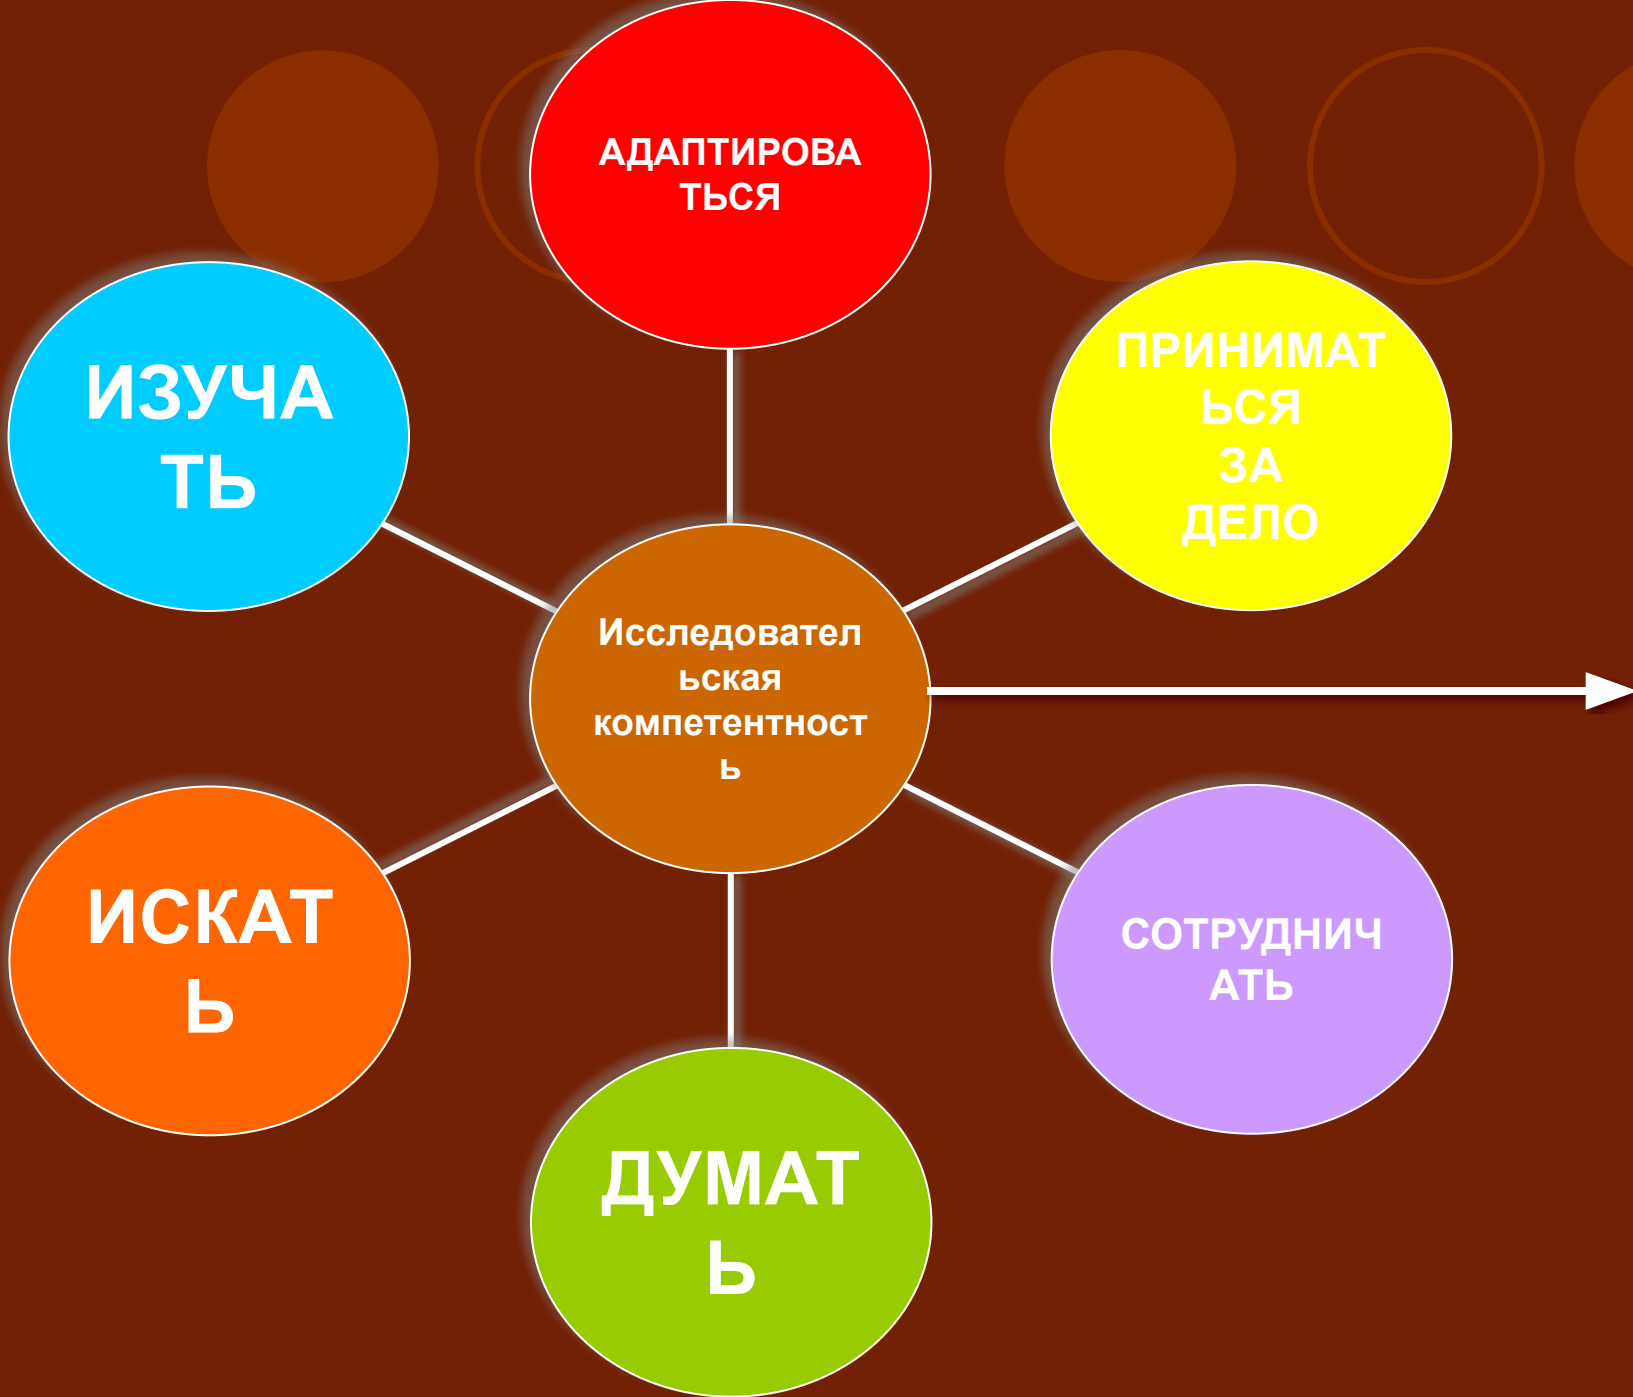 АДАПТИРОВА
ТЬСЯ
ИЗУЧА
ТЬ
ПРИНИМАТ
ЬСЯ
ЗА
ДЕЛО
Исследовател
ьская
компетентност
ь
ИСКАТ
Ь
СОТРУДНИЧ
АТЬ
ДУМАТ
Ь